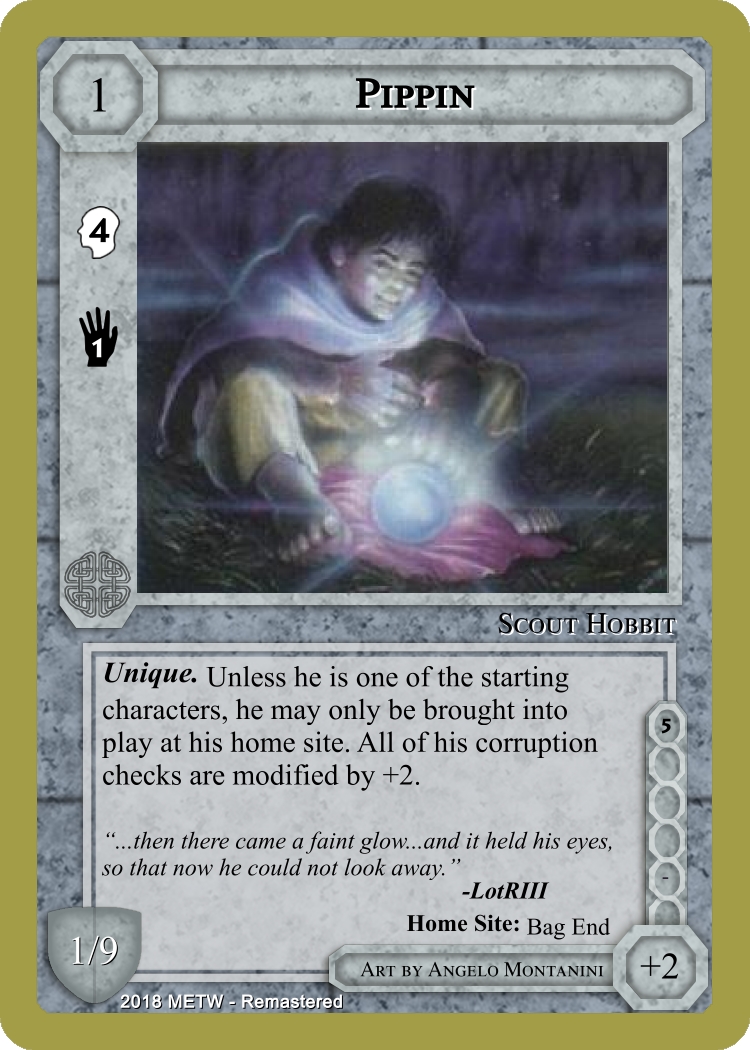 1
Pippin
4
1
Scout Hobbit
Unique. Unless he is one of the starting
characters, he may only be brought into
play at his home site. All of his corruption
checks are modified by +2.
5
“...then there came a faint glow...and it held his eyes,
so that now he could not look away.”
-
-LotRIII
Home Site: Bag End
1/9
Art by Angelo Montanini
+2
2018 METW - Remastered